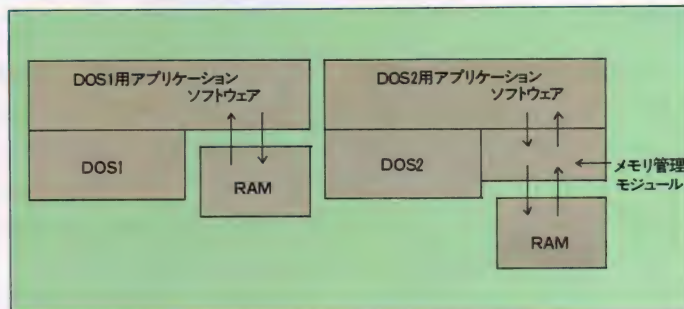 DOS1用アプリケーション
ソフトウェア
DOS1
RAM
DOS2用アプリケーション
ソフトウェア
DOS2
メモリ管理
モジュール
RAM